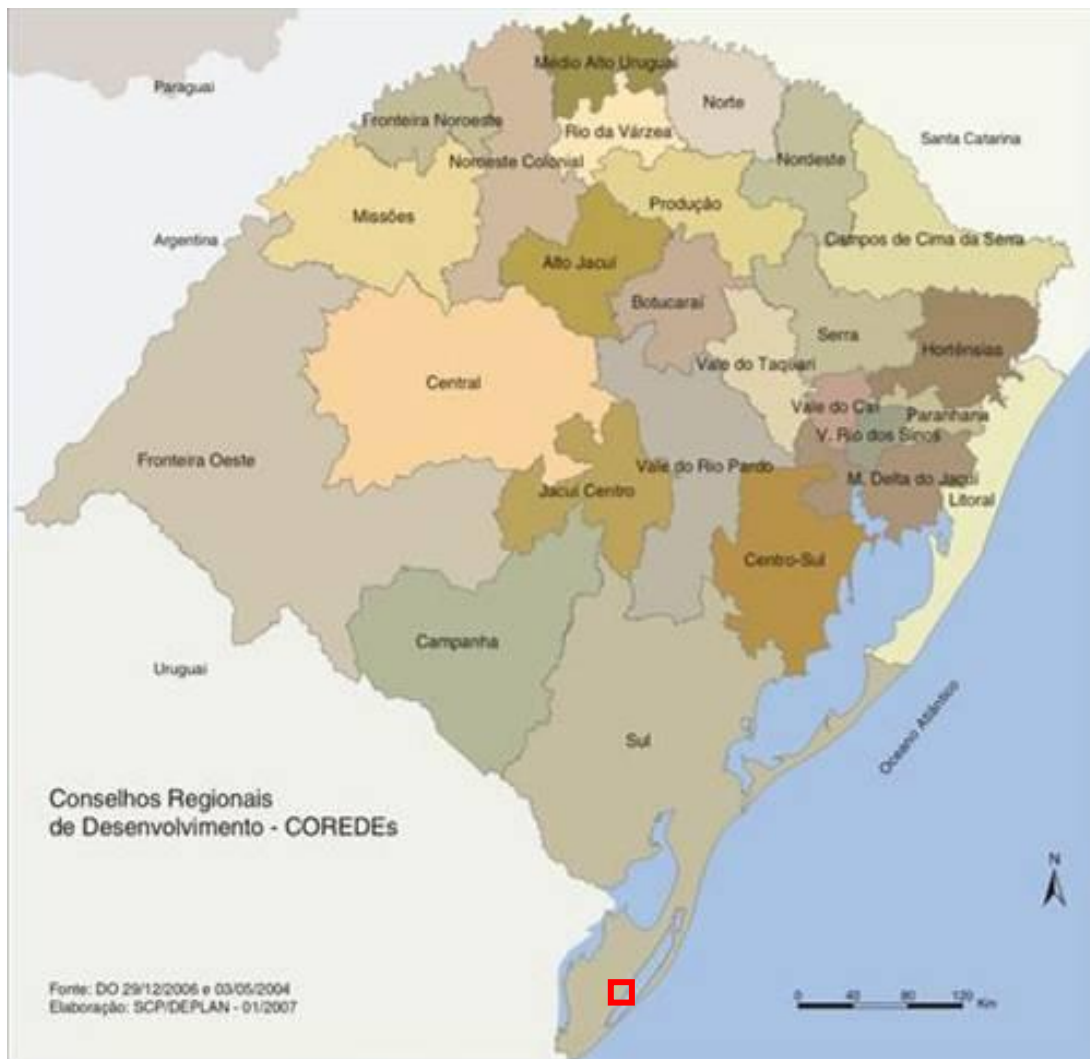 Paraguai
Médio Alto Uruguai
Norte
Fronteira Noroeste
Rio da Várzea
Santa Catarina
Noroeste Colonial
Nordeste
Missões
Produção
Argentina
Campos de Cima da Serra
Alto Jacuí
Botucaraí
Serra
Hortênsias
Vale do Taquari
Central
Vale do Caí
Paranhana
V. Rio dos Sinos
Fronteira Oeste
Vale do Rio Pardo
M. Delta do Jacuí
Jacuí Centro
Litoral
Centro-Sul
Campanha
Uruguai
Oceano Atlântico
Sul
Conselhos Regionais
de Desenvolvimento - COREDEs
N
Fonte: DO 29/12/2006 e 03/05/2004
Elaboração: SCP/DEPLAN - 01/2007
0 40 80 120 Km